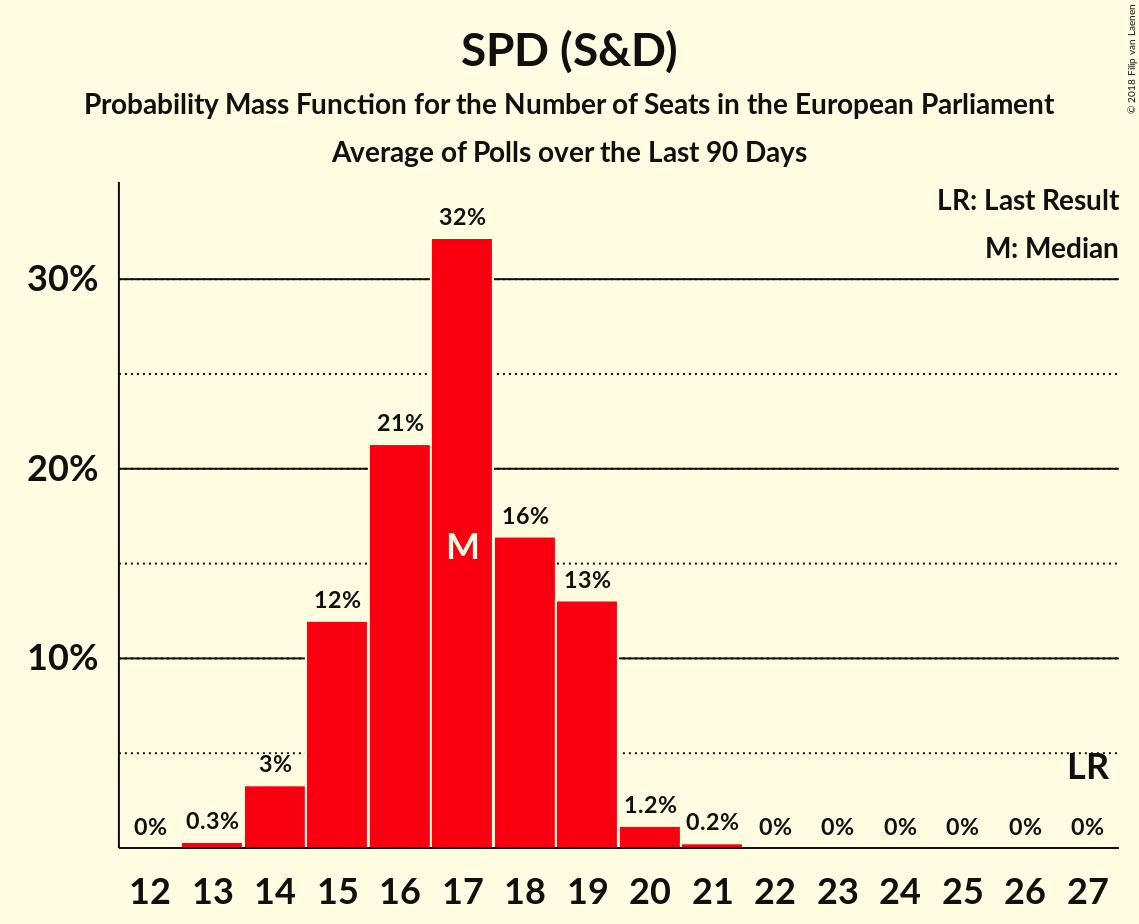 SPD (S&D)
Probability Mass Function for the Number of Seats in the European Parliament
Average of Polls over the Last 90 Days
© 2018 Filip van Laenen
LR: Last Result
M: Median
30%
20%
10%
0%
0.3%
3%
12%
21%
32%
M
16%
13%
1.2%
0.2%
0%
0%
0%
0%
0%
0%
LR
12 13 14 15 16 17 18 19 20 21 22 23 24 25 26 27